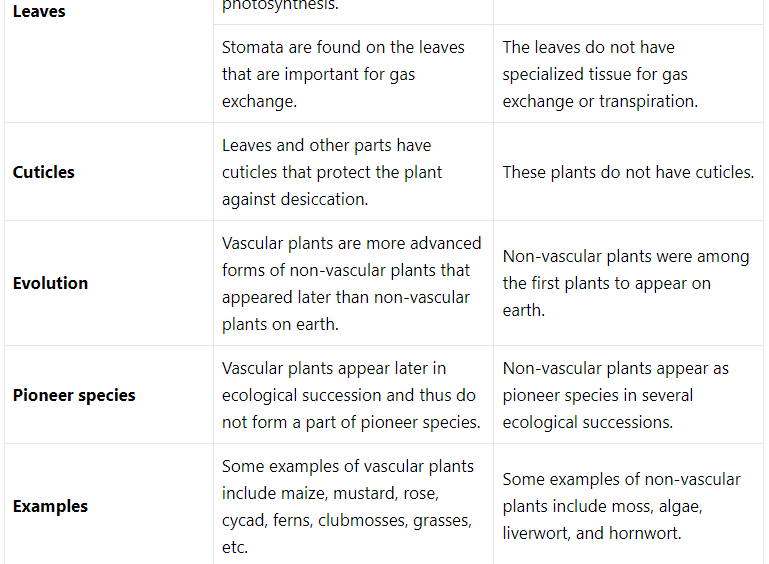 photosynthesis.
Leaves
Stomata are found on the leaves
that are important for gas
exchange.
The leaves do not have
specialized tissue for gas
exchange or transpiration.
Cuticles
Leaves and other parts have
cuticles that protect the plant
against desiccation.
These plants do not have cuticles.
Evolution
Vascular plants are more advanced
forms of non-vascular plants that
appeared later than non-vascular
plants on earth.
Non-vascular plants were among
the first plants to appear on
earth.
Pioneer species
Vascular plants appear later in
ecological succession and thus do
not form a part of pioneer species.
Non-vascular plants appear as
pioneer species in several
ecological successions.
Examples
Some examples of vascular plants
include maize, mustard, rose,
cycad, ferns, clubmosses, grasses,
etc.
Some examples of non-vascular
plants include moss, algae,
liverwort, and hornwort.